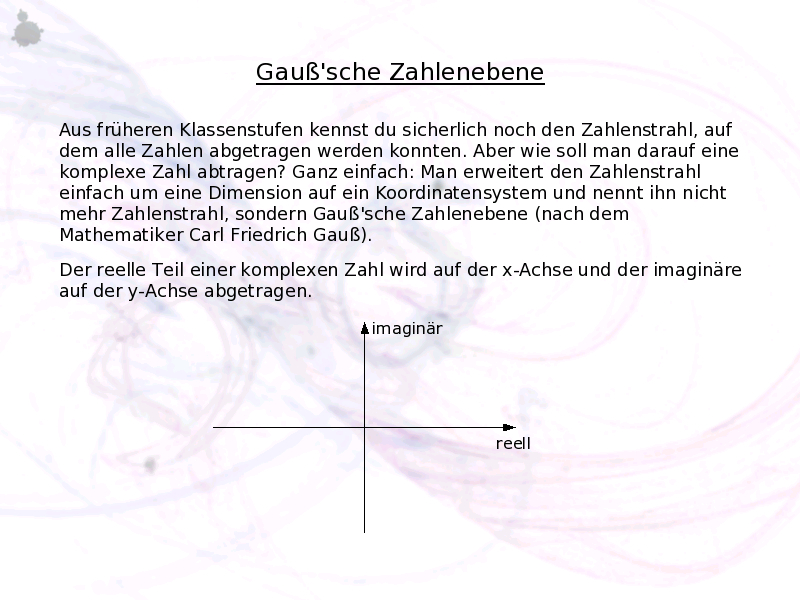 Gauß'sche Zahlenebene
Aus früheren Klassenstufen kennst du sicherlich noch den Zahlenstrahl, auf
dem alle Zahlen abgetragen werden konnten. Aber wie soll man darauf eine
komplexe Zahl abtragen? Ganz einfach: Man erweitert den Zahlenstrahl
einfach um eine Dimension auf ein Koordinatensystem und nennt ihn nicht
mehr Zahlenstrahl, sondern Gauß'sche Zahlenebene (nach dem
Mathematiker Carl Friedrich Gauß).
Der reelle Teil einer komplexen Zahl wird auf der x-Achse und der imaginäre
auf der y-Achse abgetragen.
imaginär
reell